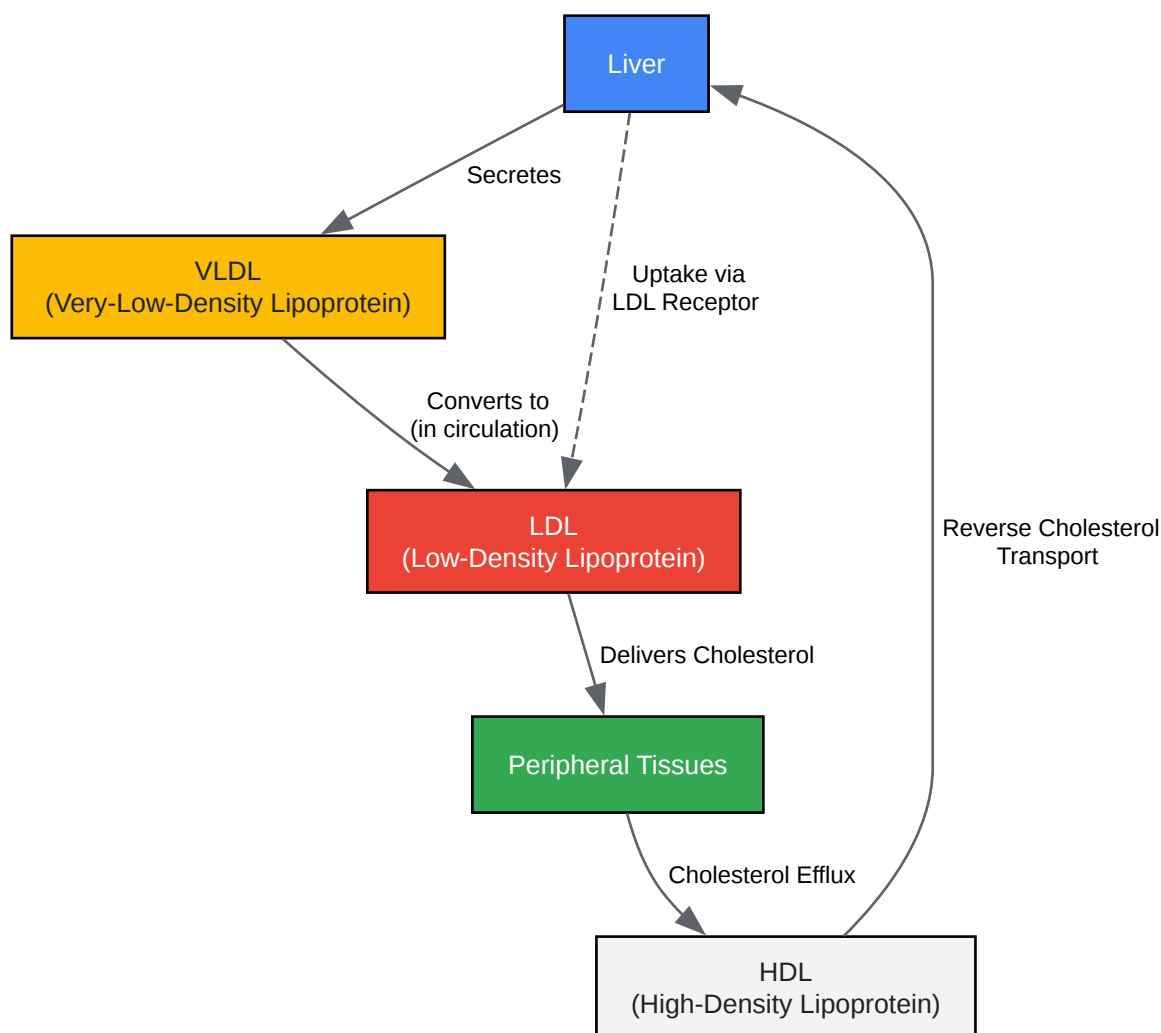 Liver
Secretes
VLDL
(Very-Low-Density Lipoprotein)
Uptake via
LDL Receptor
Converts to
(in circulation)
LDL
(Low-Density Lipoprotein)
Reverse Cholesterol
Transport
Delivers Cholesterol
Peripheral Tissues
Cholesterol Efflux
HDL
(High-Density Lipoprotein)